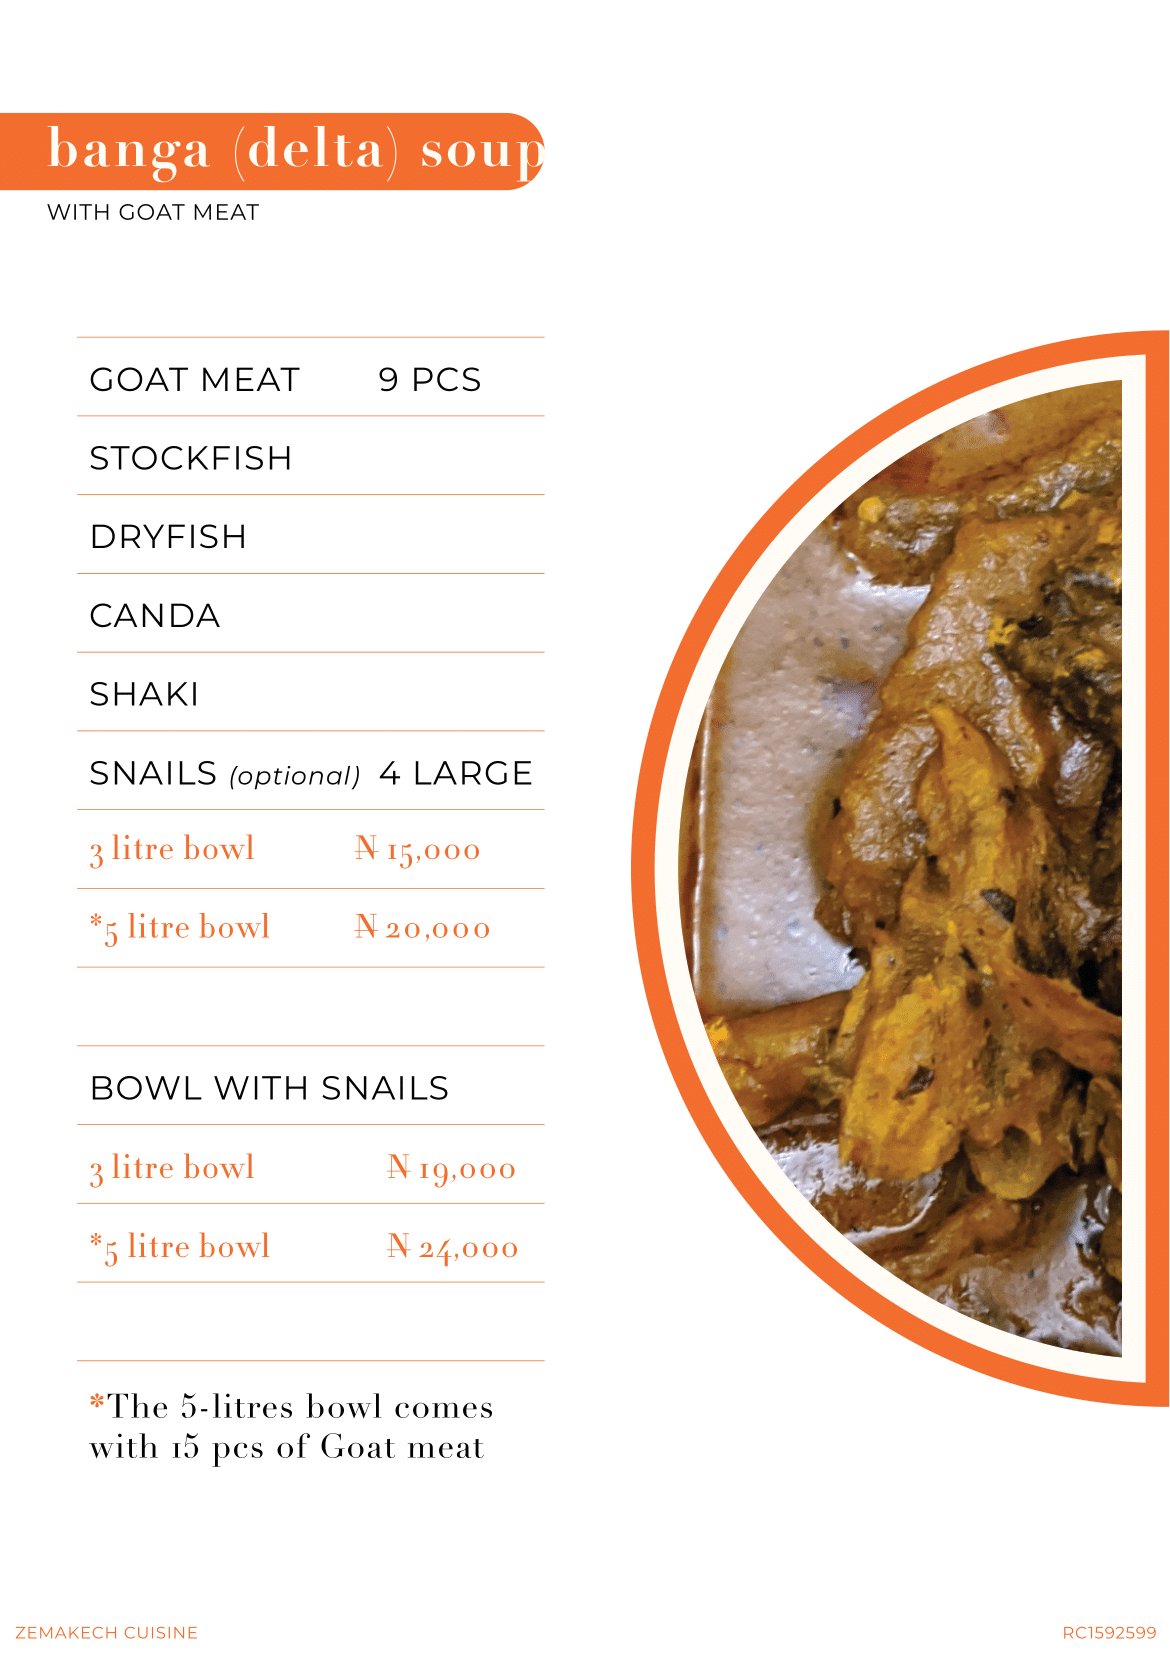 banga (delta) soup
WITH GOAT MEAT
GOAT MEAT 9 PCS
STOCKFISH
DRYFISH
CANDA
SHAKI
SNAILS (optional) 4 LARGE
3 litre bowl ₦ 15,000
*5 litre bowl ₦ 20,000
BOWL WITH SNAILS
3 litre bowl ₦ 19,000
*5 litre bowl ₦ 24,000
*The 5-litres bowl comes
with 15 pcs of Goat meat
ZEMAKECH CUISINE RC1592599